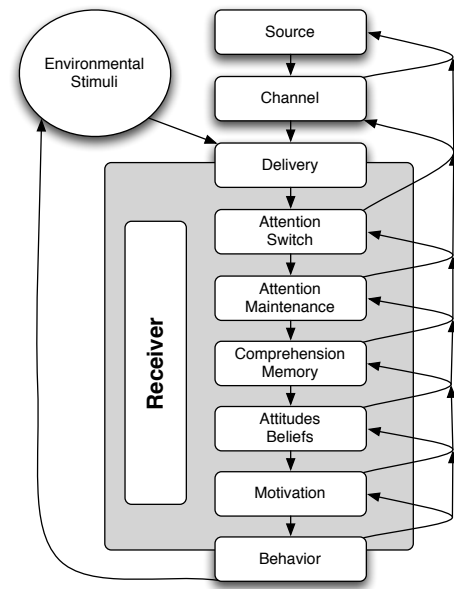 Source
Environmental
Stimuli
Channel
Delivery
Attention
Switch
Attention
Maintenance
Receiver
Comprehension
Memory
Attitudes
Beliefs
Motivation
Behavior